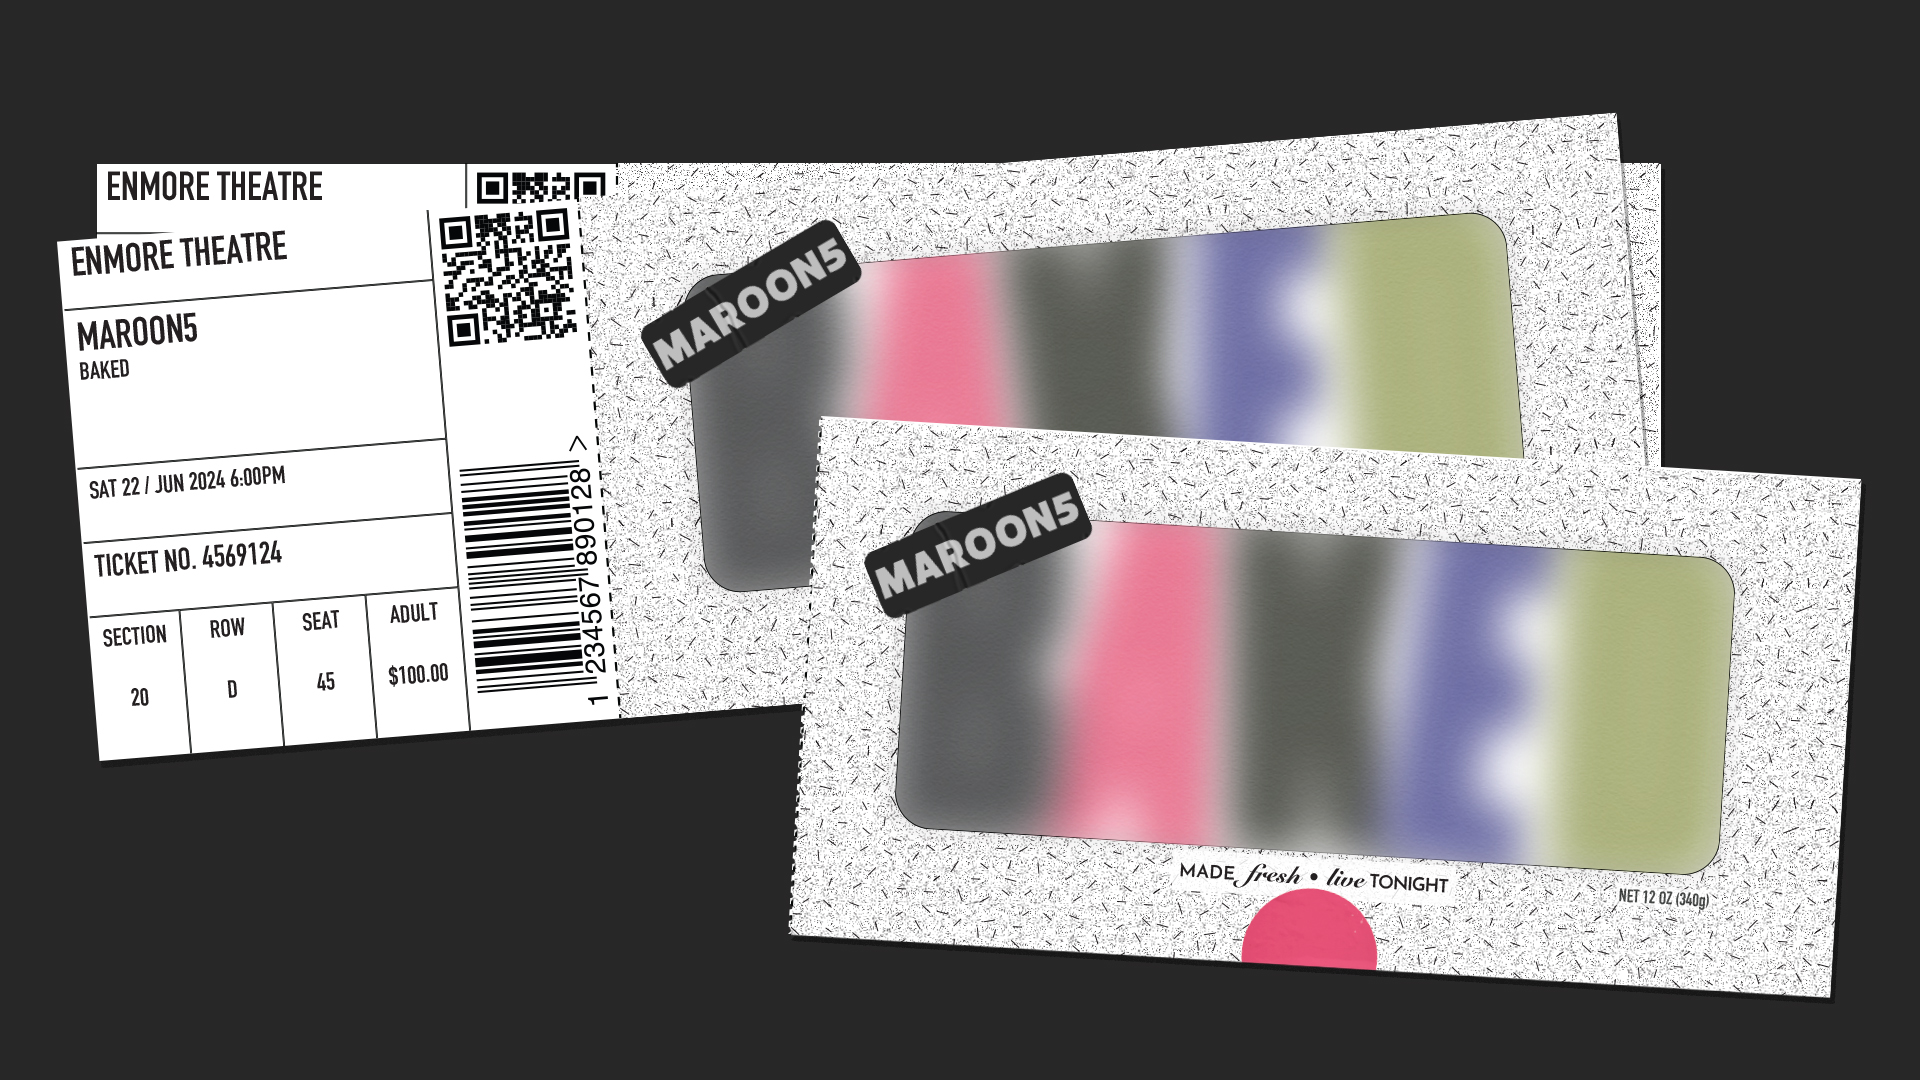 ENMORE THEATRE
ENMORE THEATRE
MAROON5
BAKED
SAT 22 / JUN 2024 6:00PM
TICKET NO. 4569124
SECTION ROW SEAT ADULT
20 D 45 $100.00
1 234567 890128 >
MAROON5
MAROON5
MADE fresh • live TONIGHT
NET 12 OZ (340g)